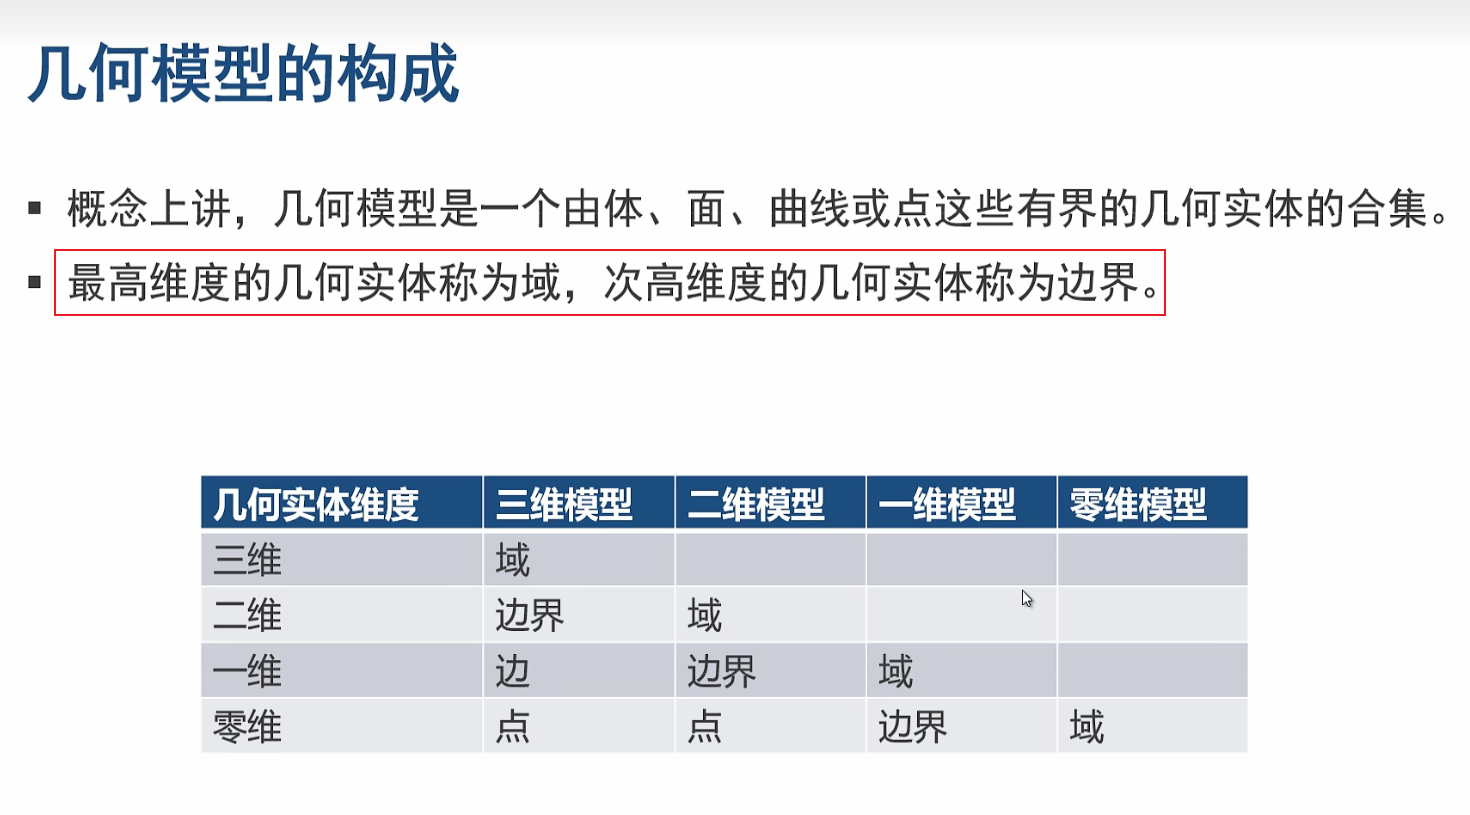 几何模型的构成
▪ 概念上讲，几何模型是一个由体、面、曲线或点这些有界的几何实体的合集。
▪ 最高维度的几何实体称为域，次高维度的几何实体称为边界。
几何实体维度 三维模型 二维模型 一维模型 零维模型
三维 域
二维 边界 域
一维 边 边界 域
零维 点 点 边界 域